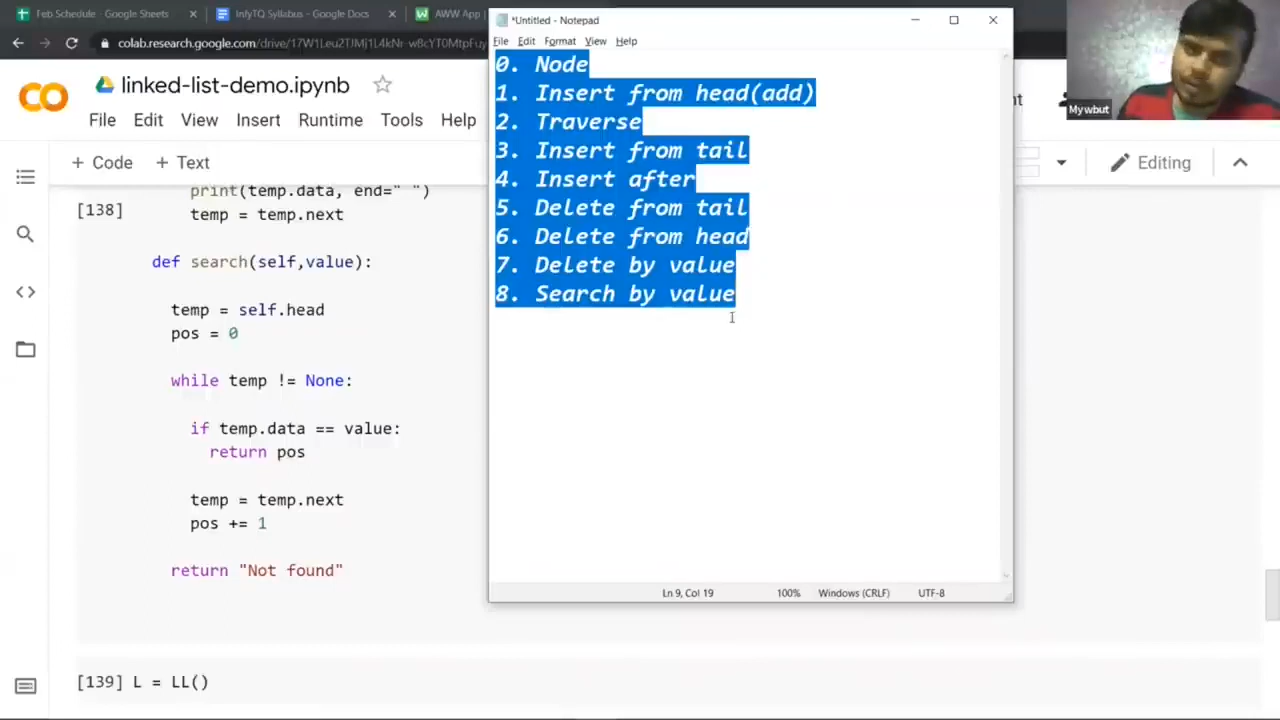 Feb Schedule - Google Sheets
InfyTQ Syllabus - Google Docs
AWW App
colab.research.google.com/drive/
linked-list-demo.ipynb
File Edit View Insert Runtime Tools Help
+ Code + Text
Editing
[138]
print(temp.data, end=" ")
temp = temp.next
def search(self,value):
temp = self.head
pos = 0
while temp != None:
if temp.data == value:
return pos
temp = temp.next
pos += 1
return "Not found"
[139] L = LL()
*Untitled - Notepad
File Edit Format View Help
0. Node
1. Insert from head(add)
2. Traverse
3. Insert from tail
4. Insert after
5. Delete from tail
6. Delete from head
7. Delete by value
8. Search by value
Ln 9, Col 19 100% Windows (CRLF) UTF-8
Mywbut